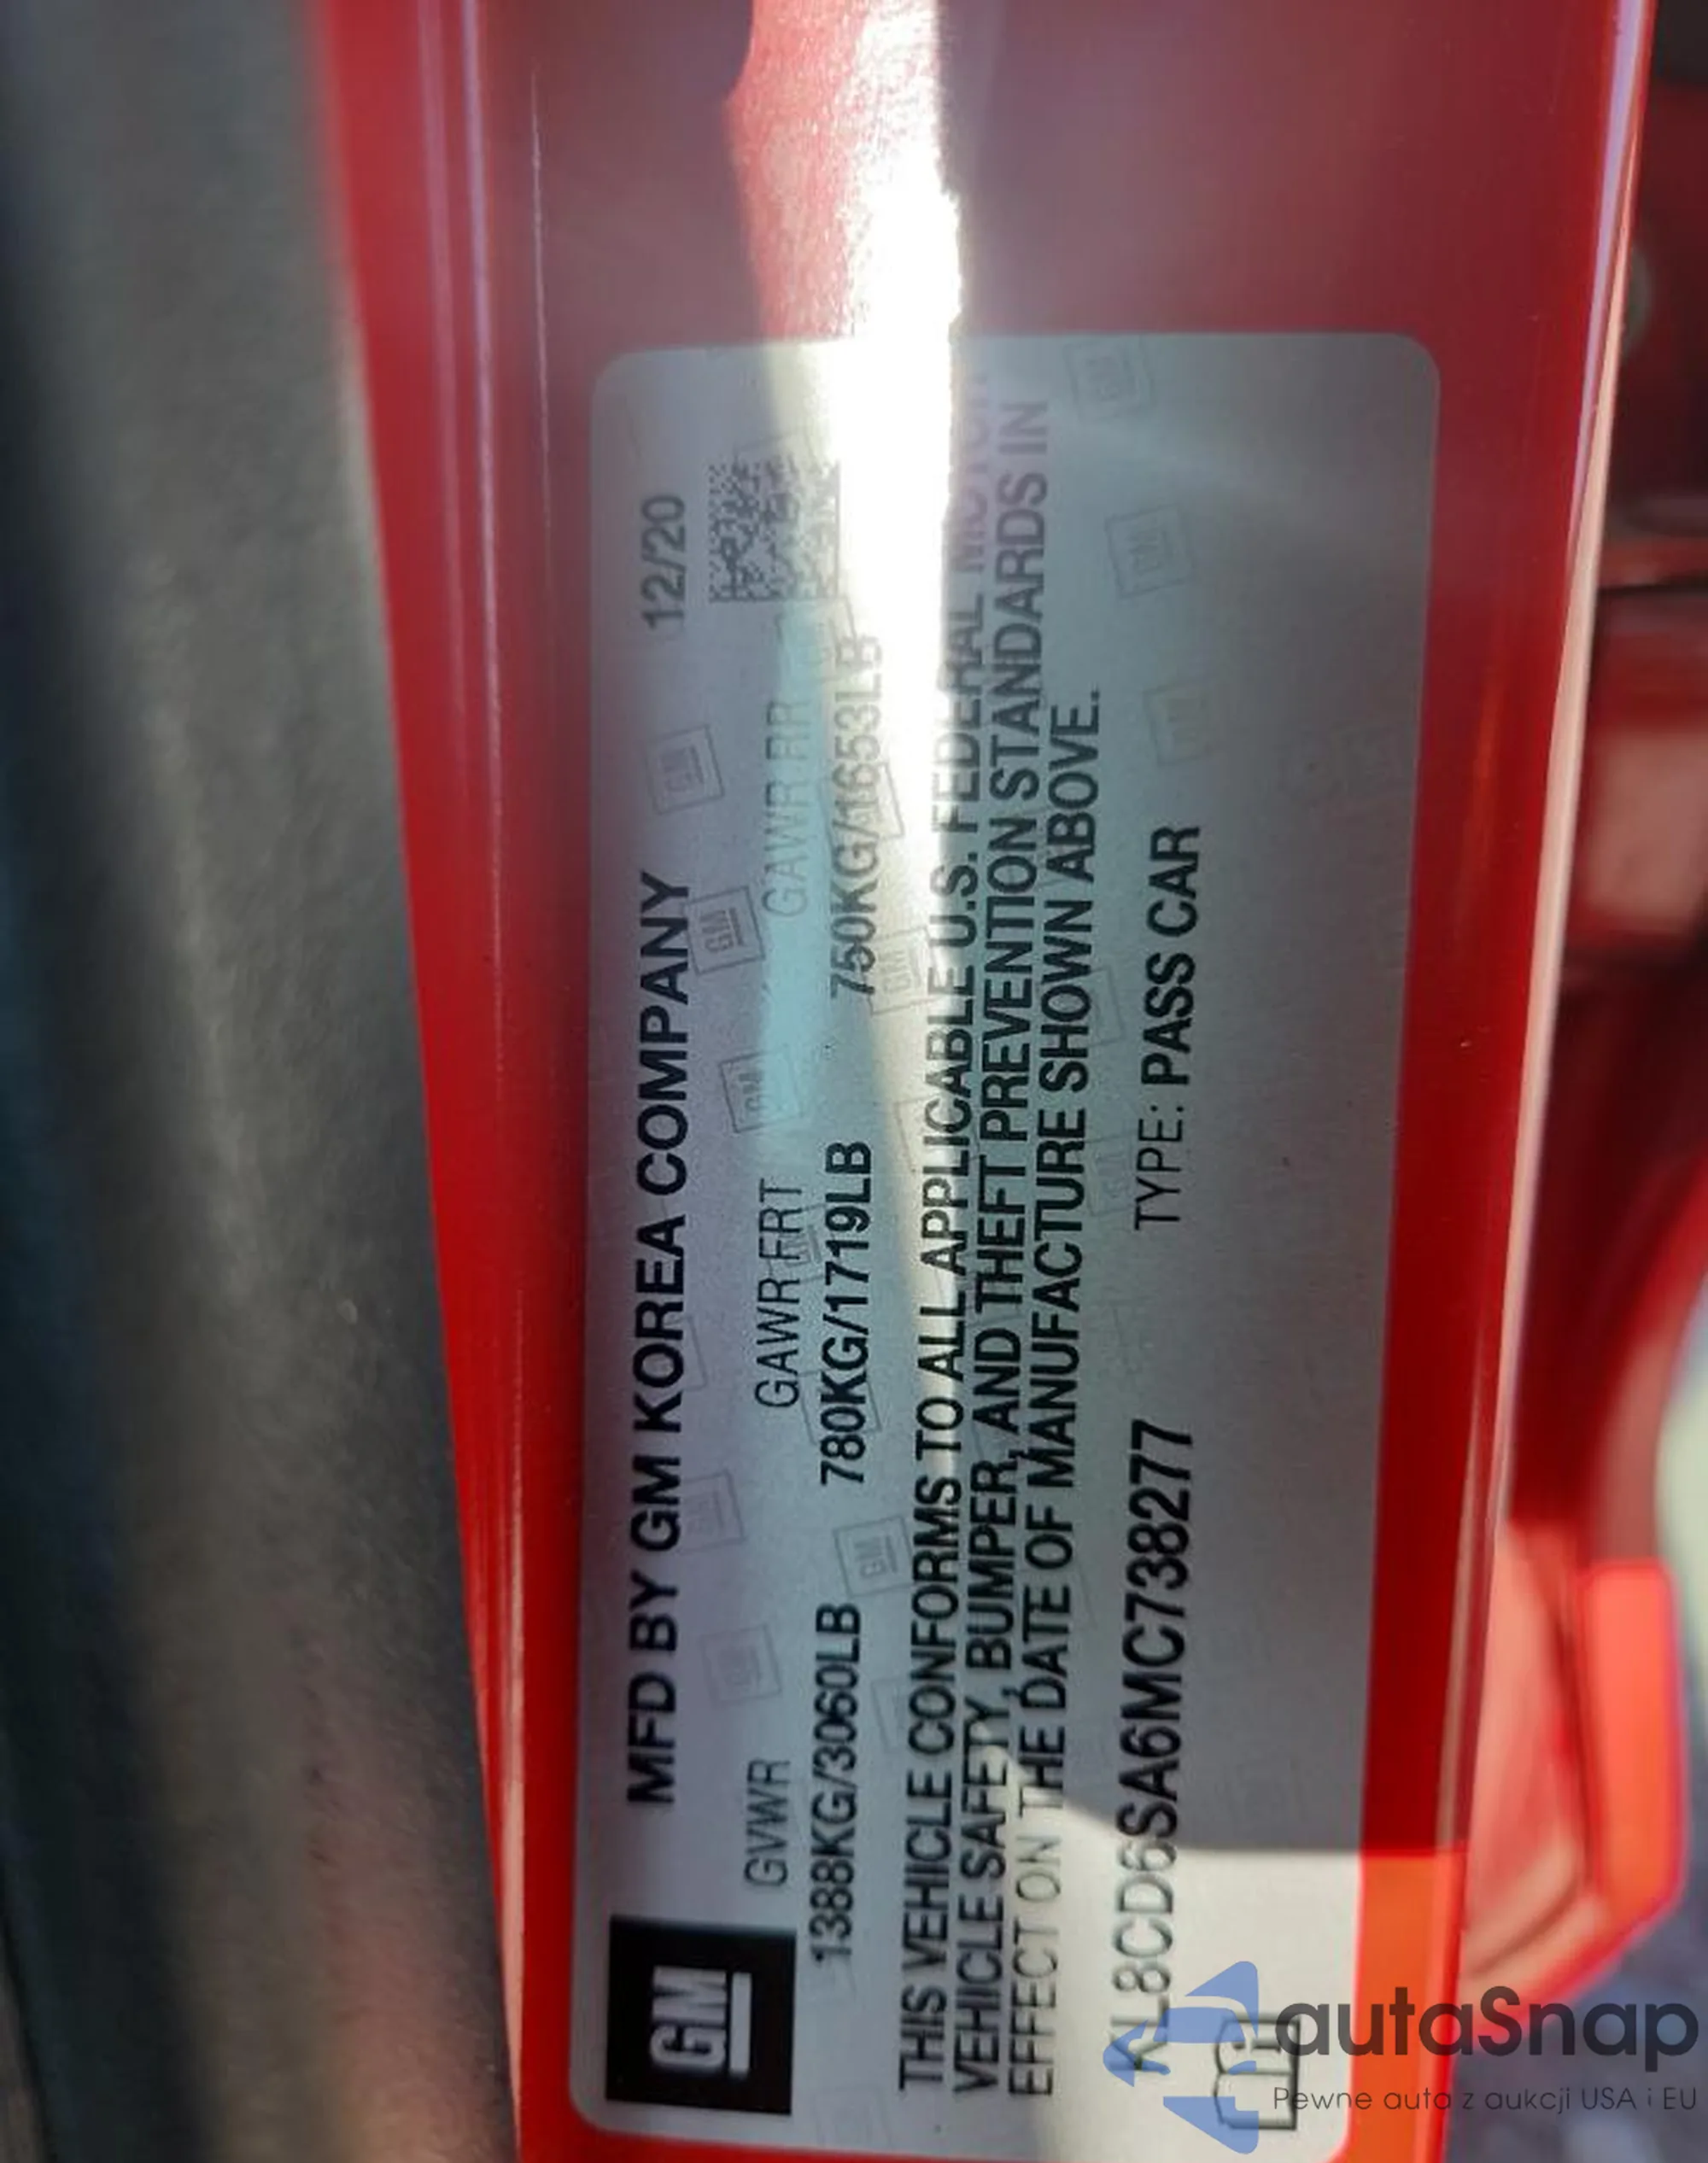 GM
MFD BY GM KOREA COMPANY 12/20
GVWR GAWR FRT GAWR RR
1388KG/3060LB 780KG/1719LB 750KG/1653LB
THIS VEHICLE CONFORMS TO ALL APPLICABLE U.S. FEDERAL MOTOR
VEHICLE SAFETY, BUMPER, AND THEFT PREVENTION STANDARDS IN
EFFECT ON THE DATE OF MANUFACTURE SHOWN ABOVE.
KL8CD6SA6MC738277 TYPE: PASS CAR
autaSnap
Pewne auta z aukcji USA i EU